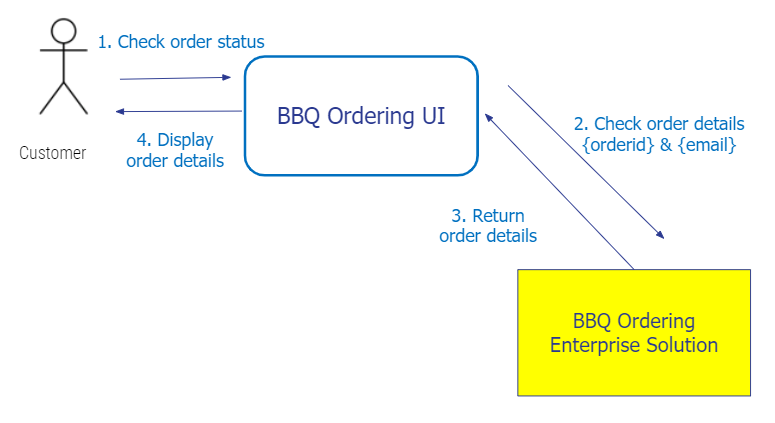 1. Check order status
BBQ Ordering UI
4. Display
order details
Customer
2. Check order details
{orderid} & {email}
3. Return
order details
BBQ Ordering
Enterprise Solution